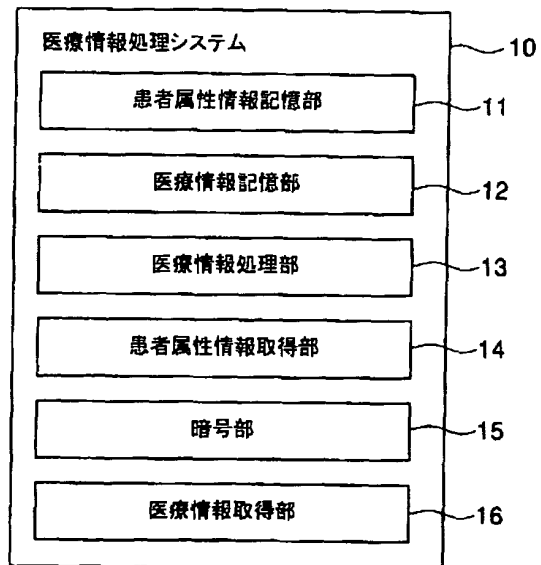 医療情報処理システム
10
患者属性情報記憶部
11
医療情報記憶部
12
医療情報処理部
13
患者属性情報取得部
14
暗号部
15
医療情報取得部
16